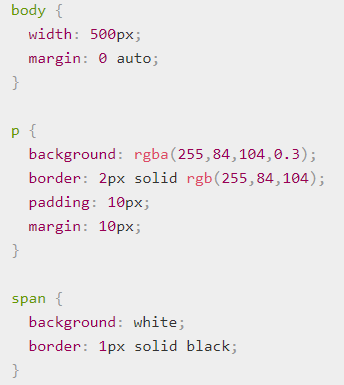 body {
  width: 500px;
  margin: 0 auto;
}

p {
  background: rgba(255,84,104,0.3);
  border: 2px solid rgb(255,84,104);
  padding: 10px;
  margin: 10px;
}

span {
  background: white;
  border: 1px solid black;
}